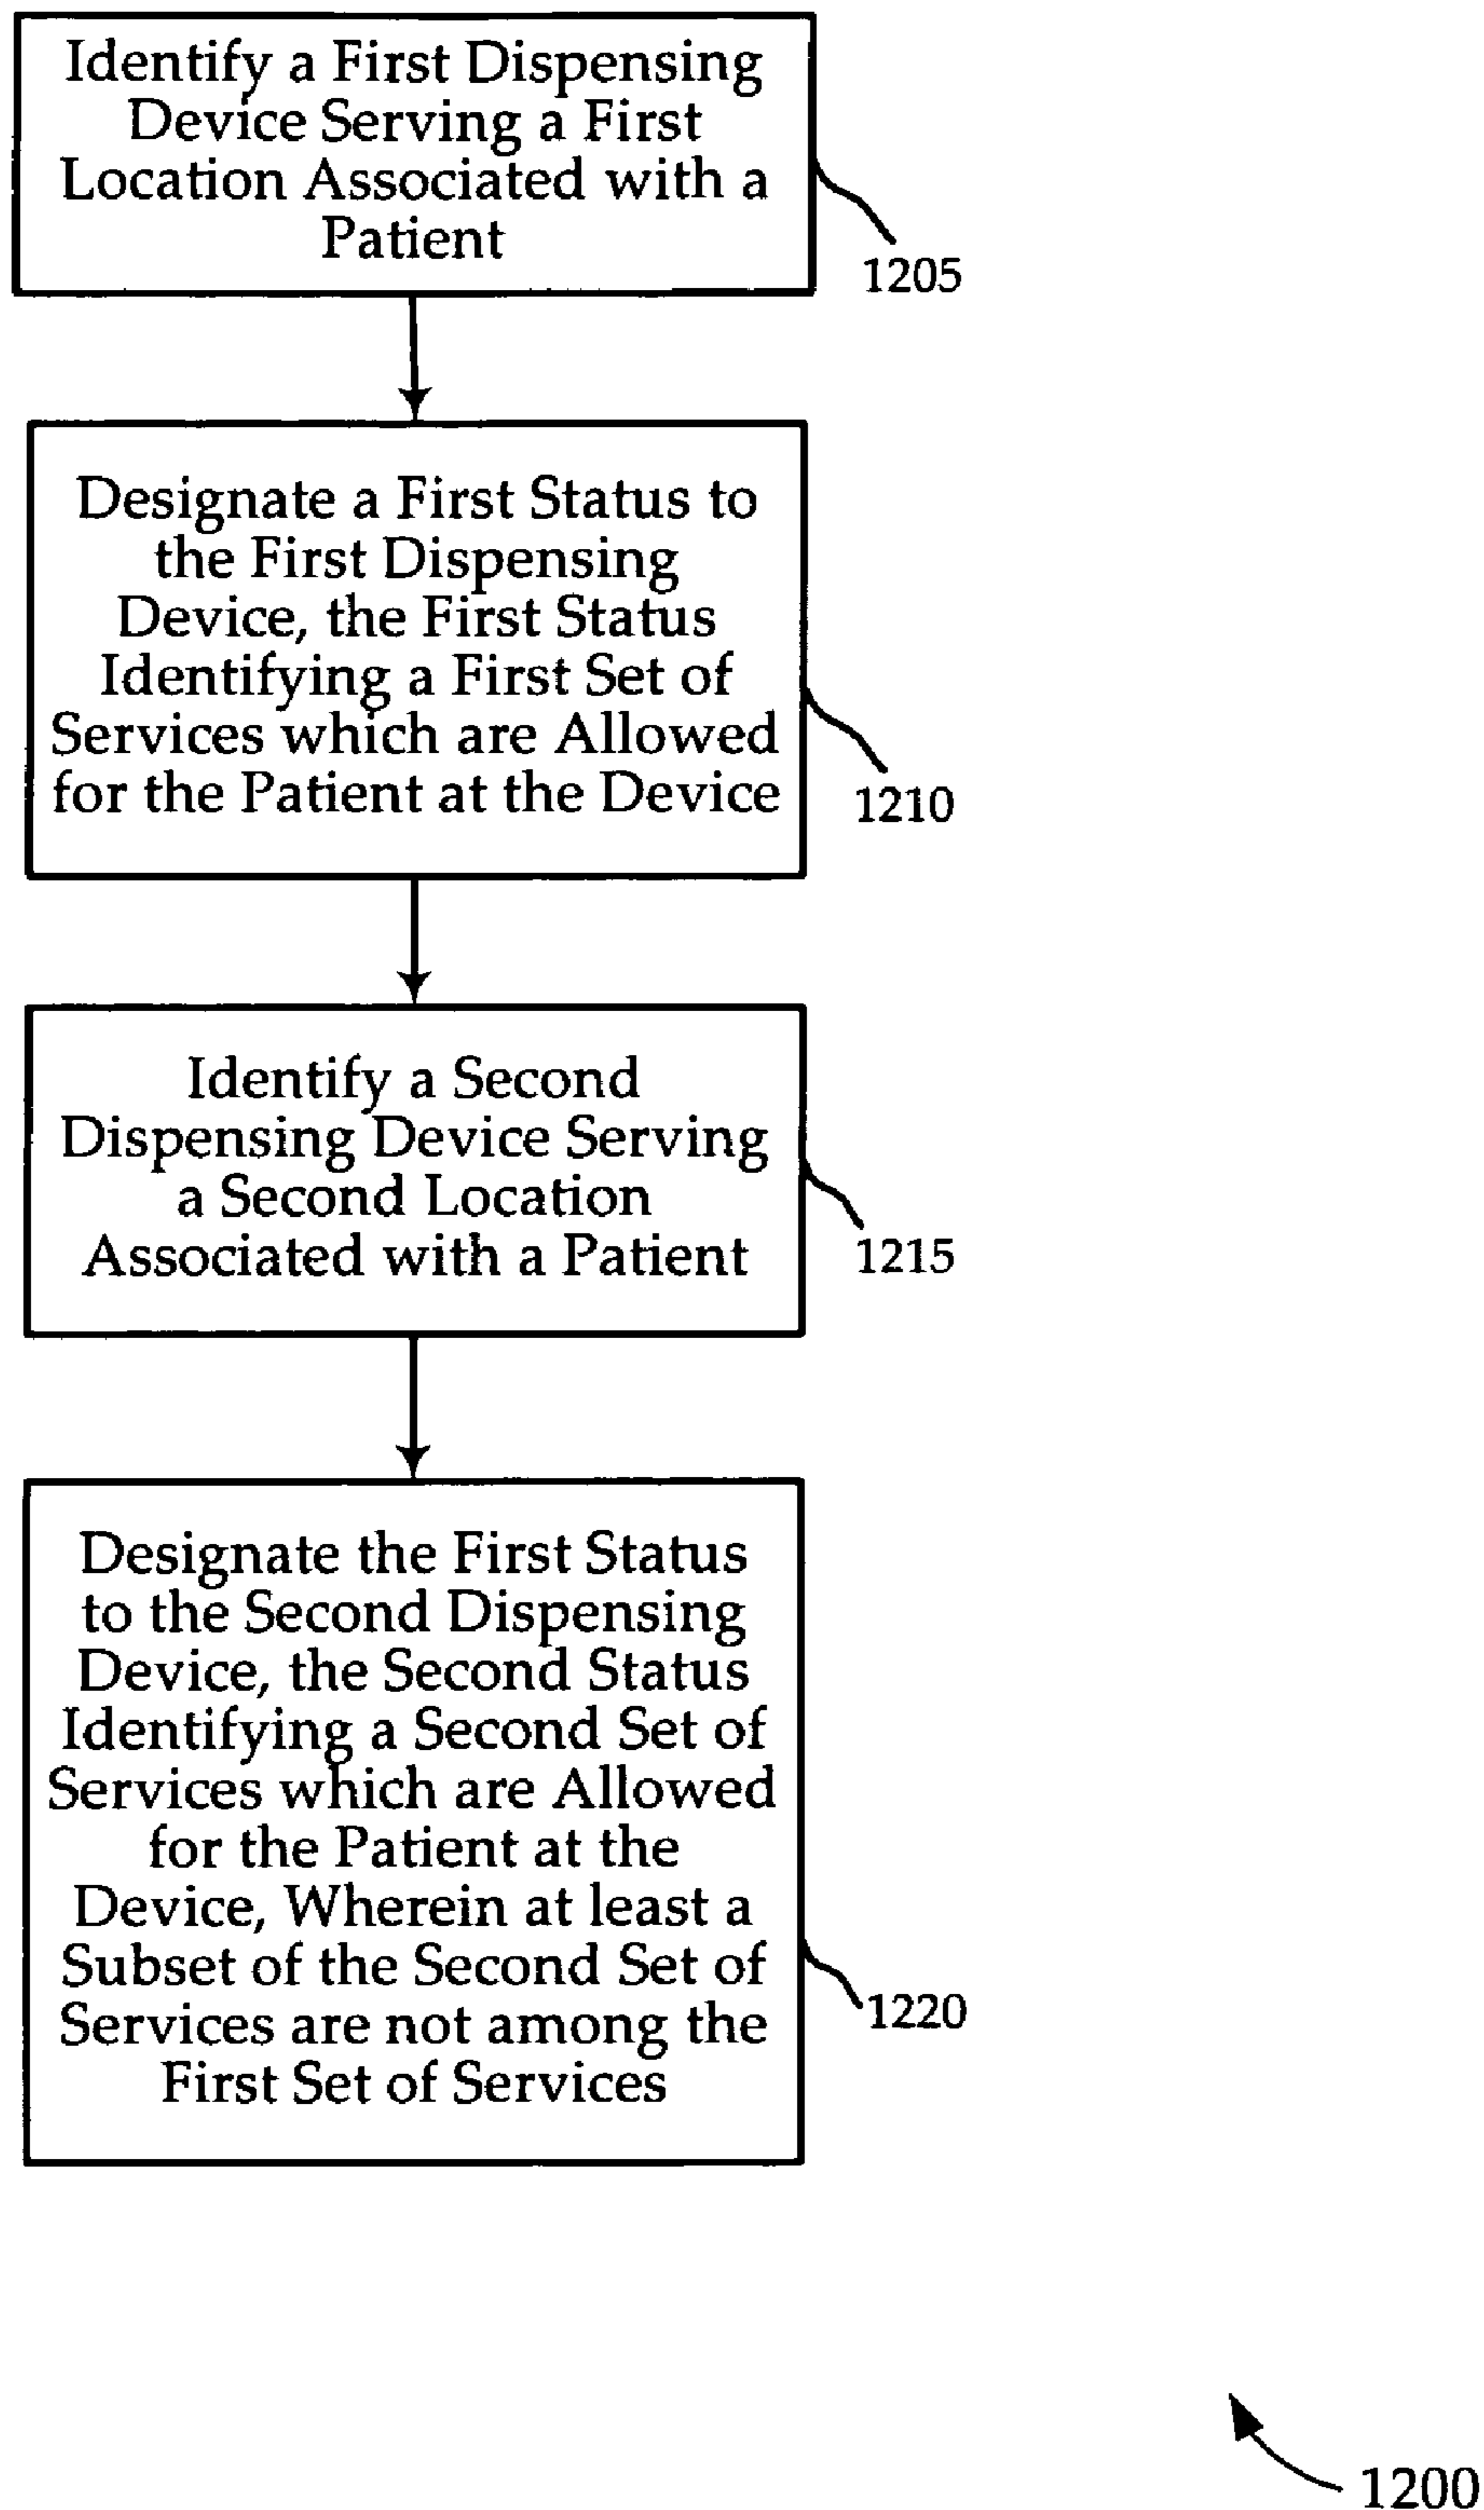 Identify a First Dispensing
Device Serving a First
Location Associated with a
Patient
1205
Designate a First Status to
the First Dispensing
Device, the First Status
Identifying a First Set of
Services which are Allowed
for the Patient at the Device
1210
Identify a Second
Dispensing Device Serving
a Second Location
Associated with a Patient
1215
Designate the First Status
to the Second Dispensing
Device, the Second Status
Identifying a Second Set of
Services which are Allowed
for the Patient at the
Device, Wherein at least a
Subset of the Second Set of
Services are not among the
First Set of Services
1220
1200